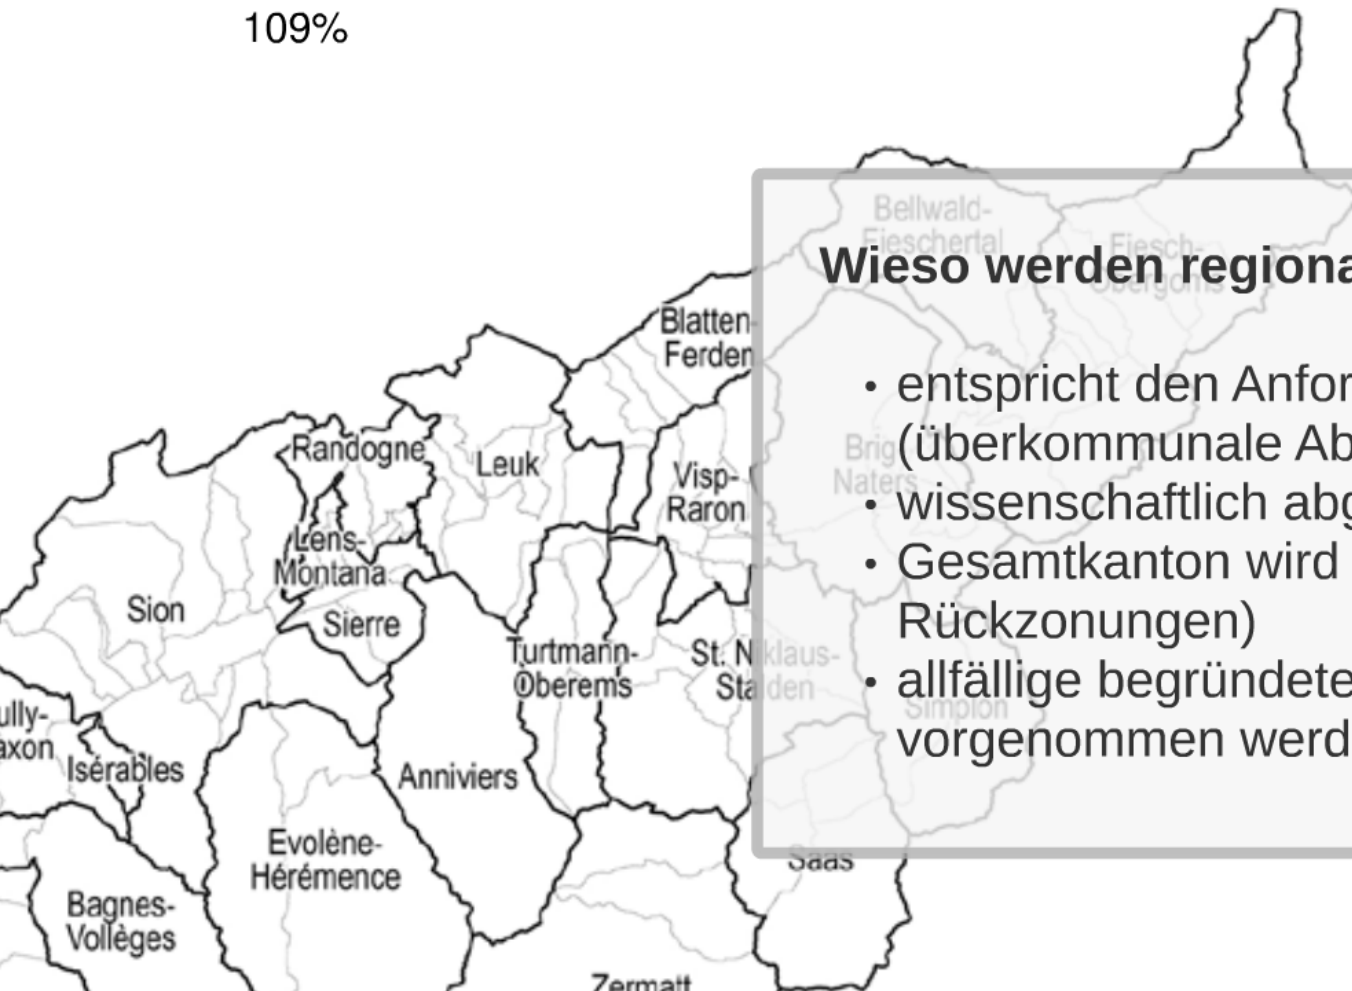 109%
Bellwald-
Fieschertal
Fiesch-
Obergoms
Wieso werden regiona
Blatten-
Ferden
entspricht den Anfor
(überkommunale Ab
Randogne
Leuk
Visp-
Raron
Brig
Naters
wissenschaftlich abg
Lens-
Montana
Gesamtkanton wird
Rückzonungen)
Sion
Sierre
Turtmann-
Oberems
St. Niklaus-
Stalden
allfällige begründete
Simplon
vorgenommen werd
ully-
axon
Isérables
Anniviers
Evolène-
Hérémence
Saas
Bagnes-
Vollèges
Zermatt